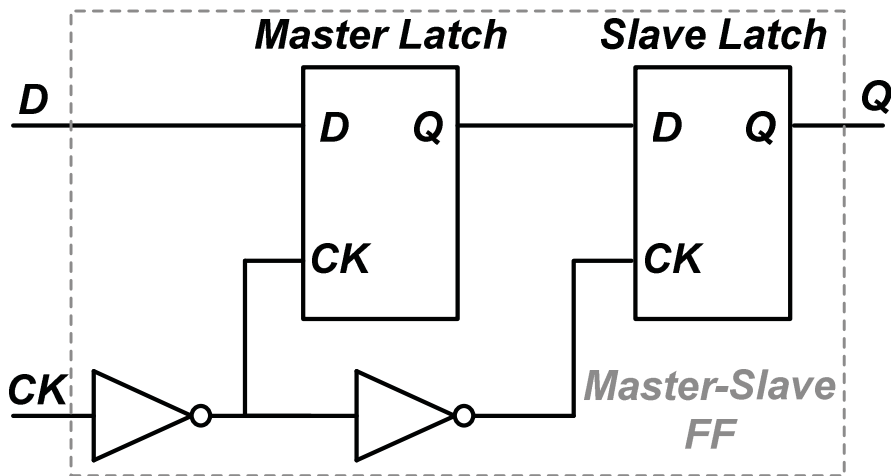 Master Latch
Slave Latch
D
Q
D
Q
D
Q
CK
CK
CK
Master-Slave
FF